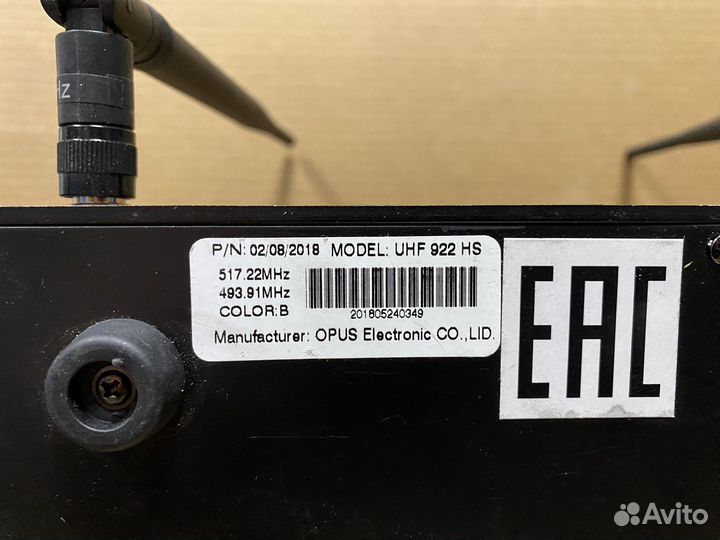 Hz
P/N: 02/08/2018 MODEL: UHF 922 HS
517.22MHz
493.91MHz
COLOR:B
201805240349
Manufacturer: OPUS Electronic CO.,LID.
EAC
Avito